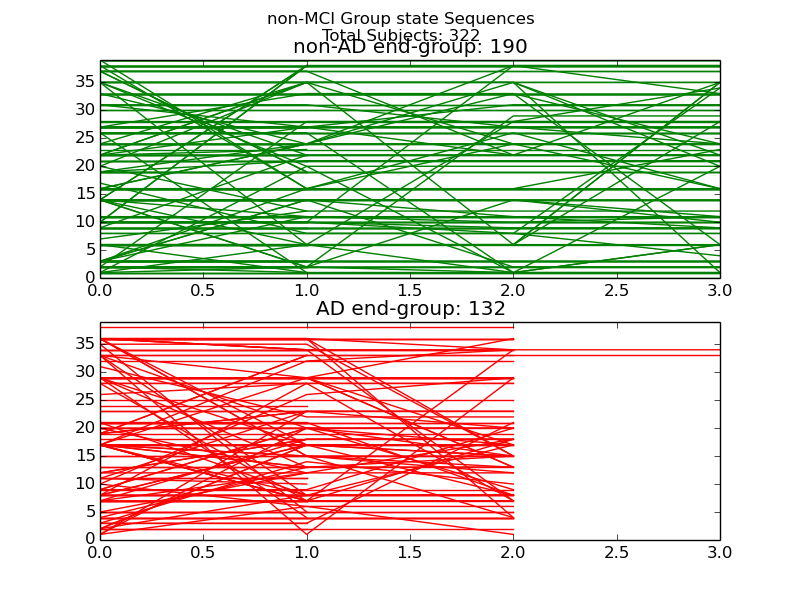 non-MCI Group state Sequences
Total Subjects: 322
non-AD end-group: 190
35
30
25
20
15
10
5
0
0.0 0.5 1.0 1.5 2.0 2.5 3.0
AD end-group: 132
35
30
25
20
15
10
5
0
0.0 0.5 1.0 1.5 2.0 2.5 3.0